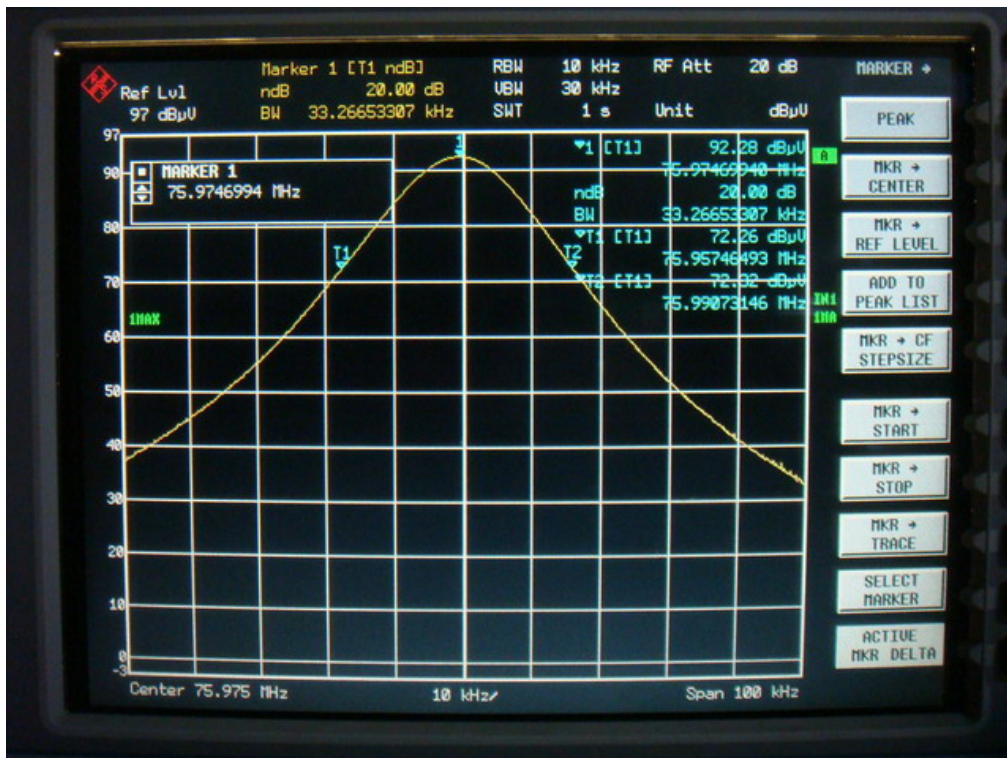 Marker 1 [T1 ndB] RBW 10 kHz RF Att 20 dB
Ref Lvl ndB 20.00 dB VBW 30 kHz
97 dBµV BW 33.26653307 kHz SWT 1 s Unit dBµV
97
1
▼1 [T1] 92.28 dBµV
A
75.97469940 MHz
90
MARKER 1
75.9746994 MHz
ndB 20.00 dB
BW 33.26653307 kHz
80
▼T1 [T1] 72.26 dBµV
T1
T2
75.95746493 MHz
▼T2 [T1] 72.32 dBµV
70
75.99073146 MHz
IN1
1MAX
1MA
60
50
40
30
20
10
0
-3
Center 75.975 MHz 10 kHz/ Span 100 kHz
MARKER →
PEAK
MKR →
CENTER
MKR →
REF LEVEL
ADD TO
PEAK LIST
MKR → CF
STEPSIZE
MKR →
START
MKR →
STOP
MKR →
TRACE
SELECT
MARKER
ACTIVE
MKR DELTA